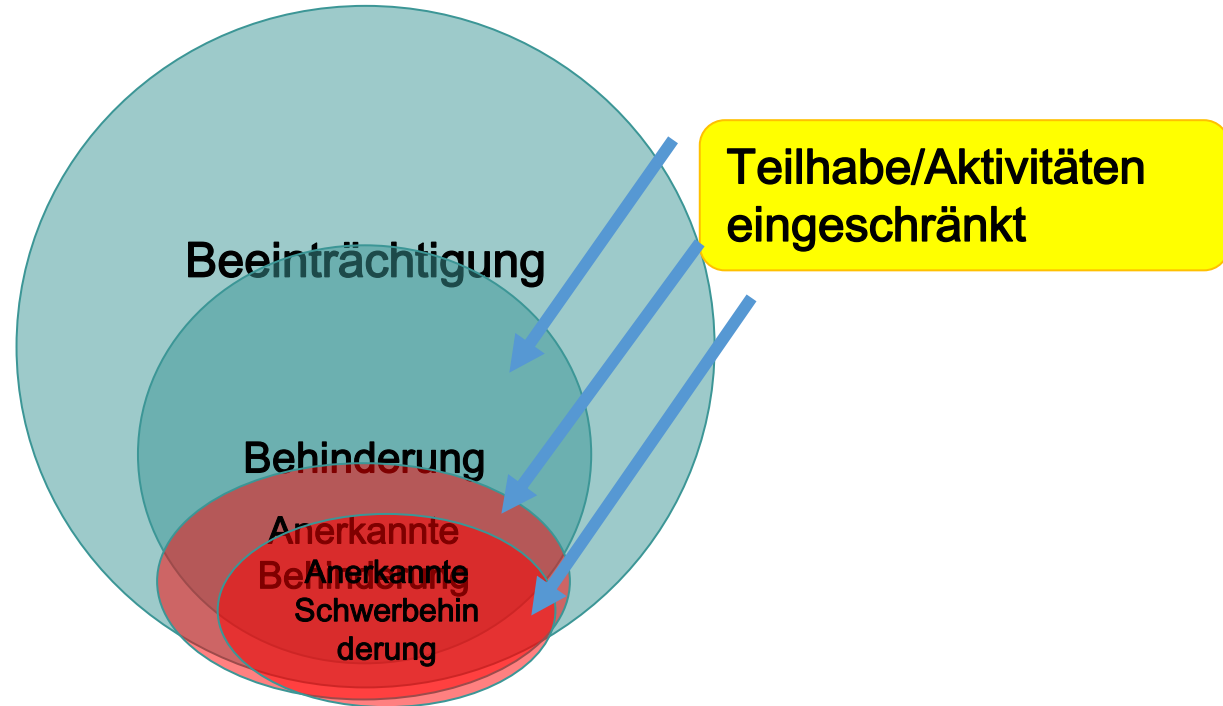 Teilhabe/Aktivitäten
eingeschränkt
Beeinträchtigung
Behinderung
Anerkannte
Behinderung
Anerkannte
Schwerbehin
derung